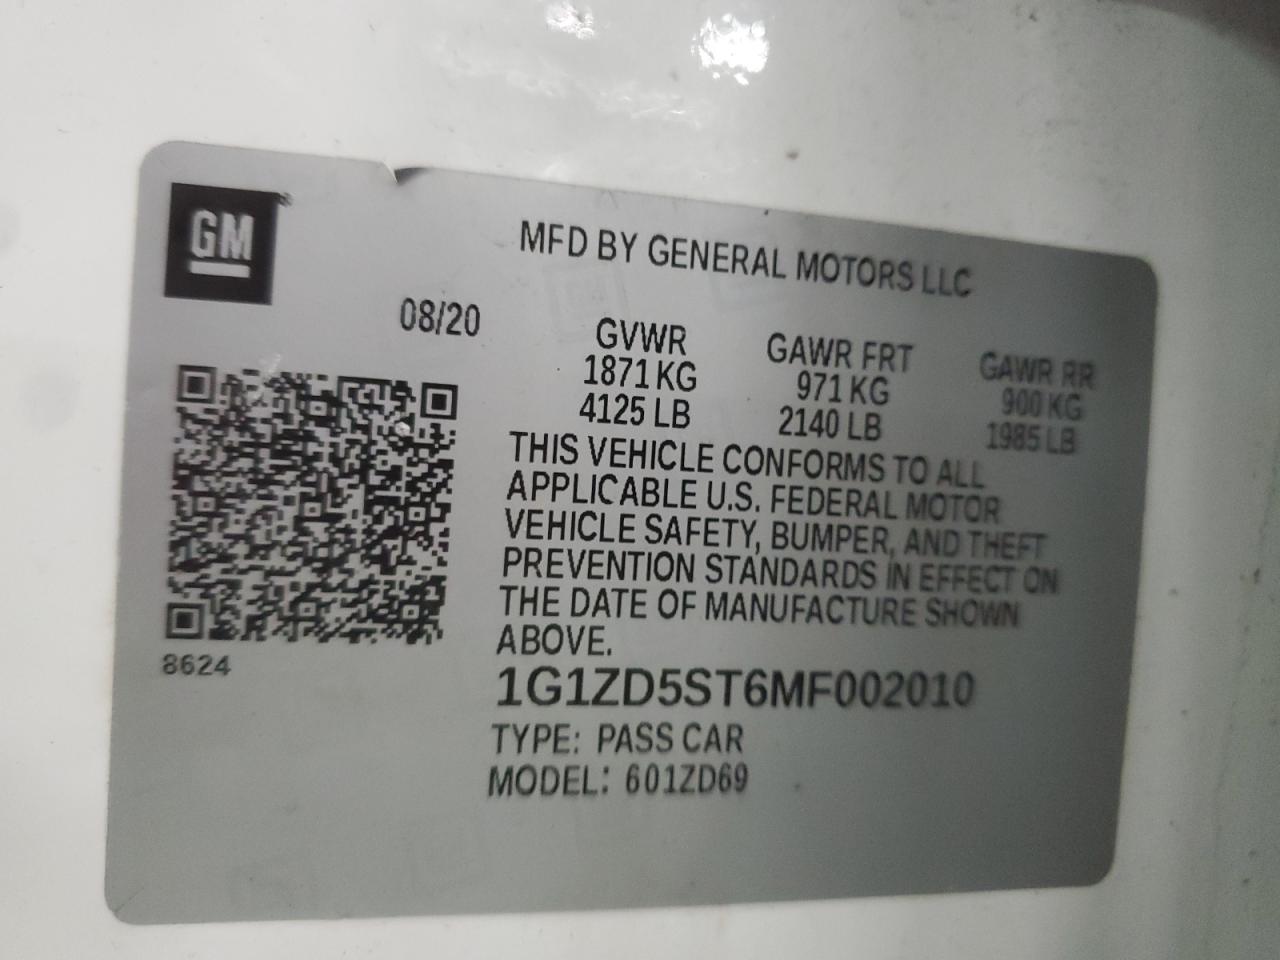 GM
MFD BY GENERAL MOTORS LLC
08/20
GVWR GAWR FRT GAWR RR
1871 KG 971 KG 900 KG
4125 LB 2140 LB 1985 LB
THIS VEHICLE CONFORMS TO ALL
APPLICABLE U.S. FEDERAL MOTOR
VEHICLE SAFETY, BUMPER, AND THEFT
PREVENTION STANDARDS IN EFFECT ON
THE DATE OF MANUFACTURE SHOWN
ABOVE.
8624
1G1ZD5ST6MF002010
TYPE: PASS CAR
MODEL: 601ZD69